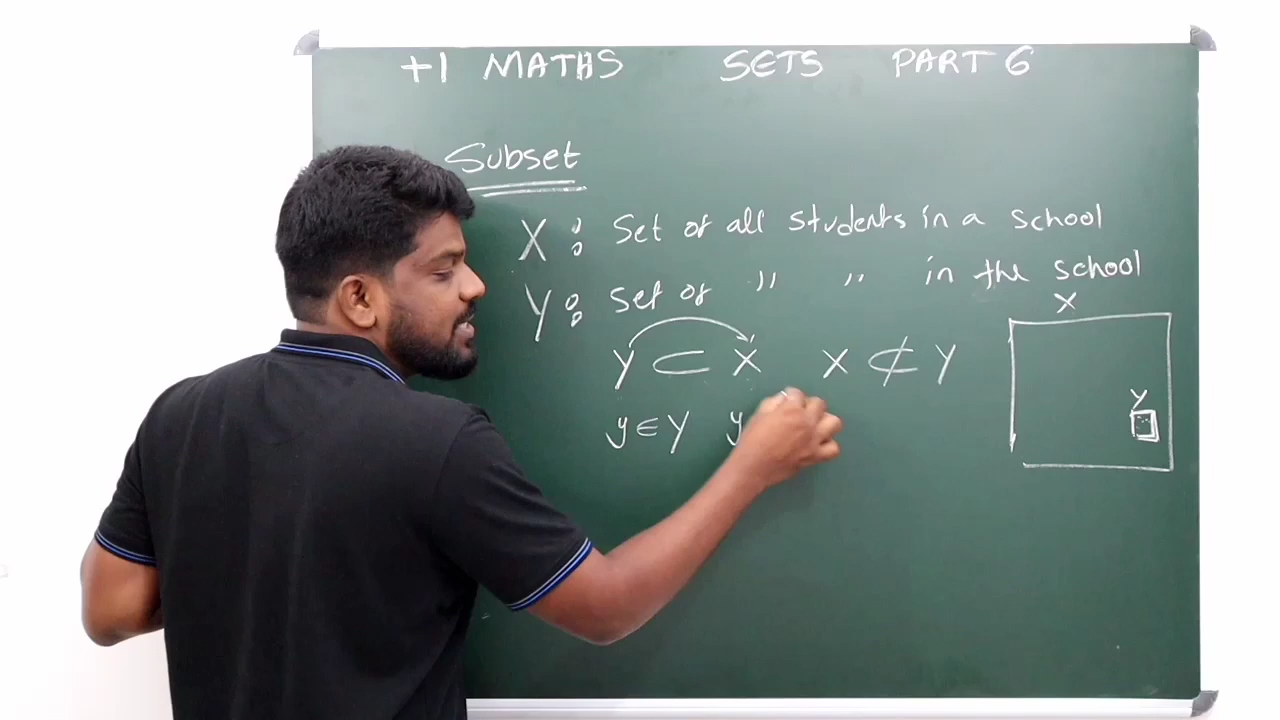 +1 MATHS SETS PART 6
Subset
X : Set of all students in a school
Y : Set of " " in the school
X
Y ⊂ X X ⊄ Y
Y
y ∈ Y y